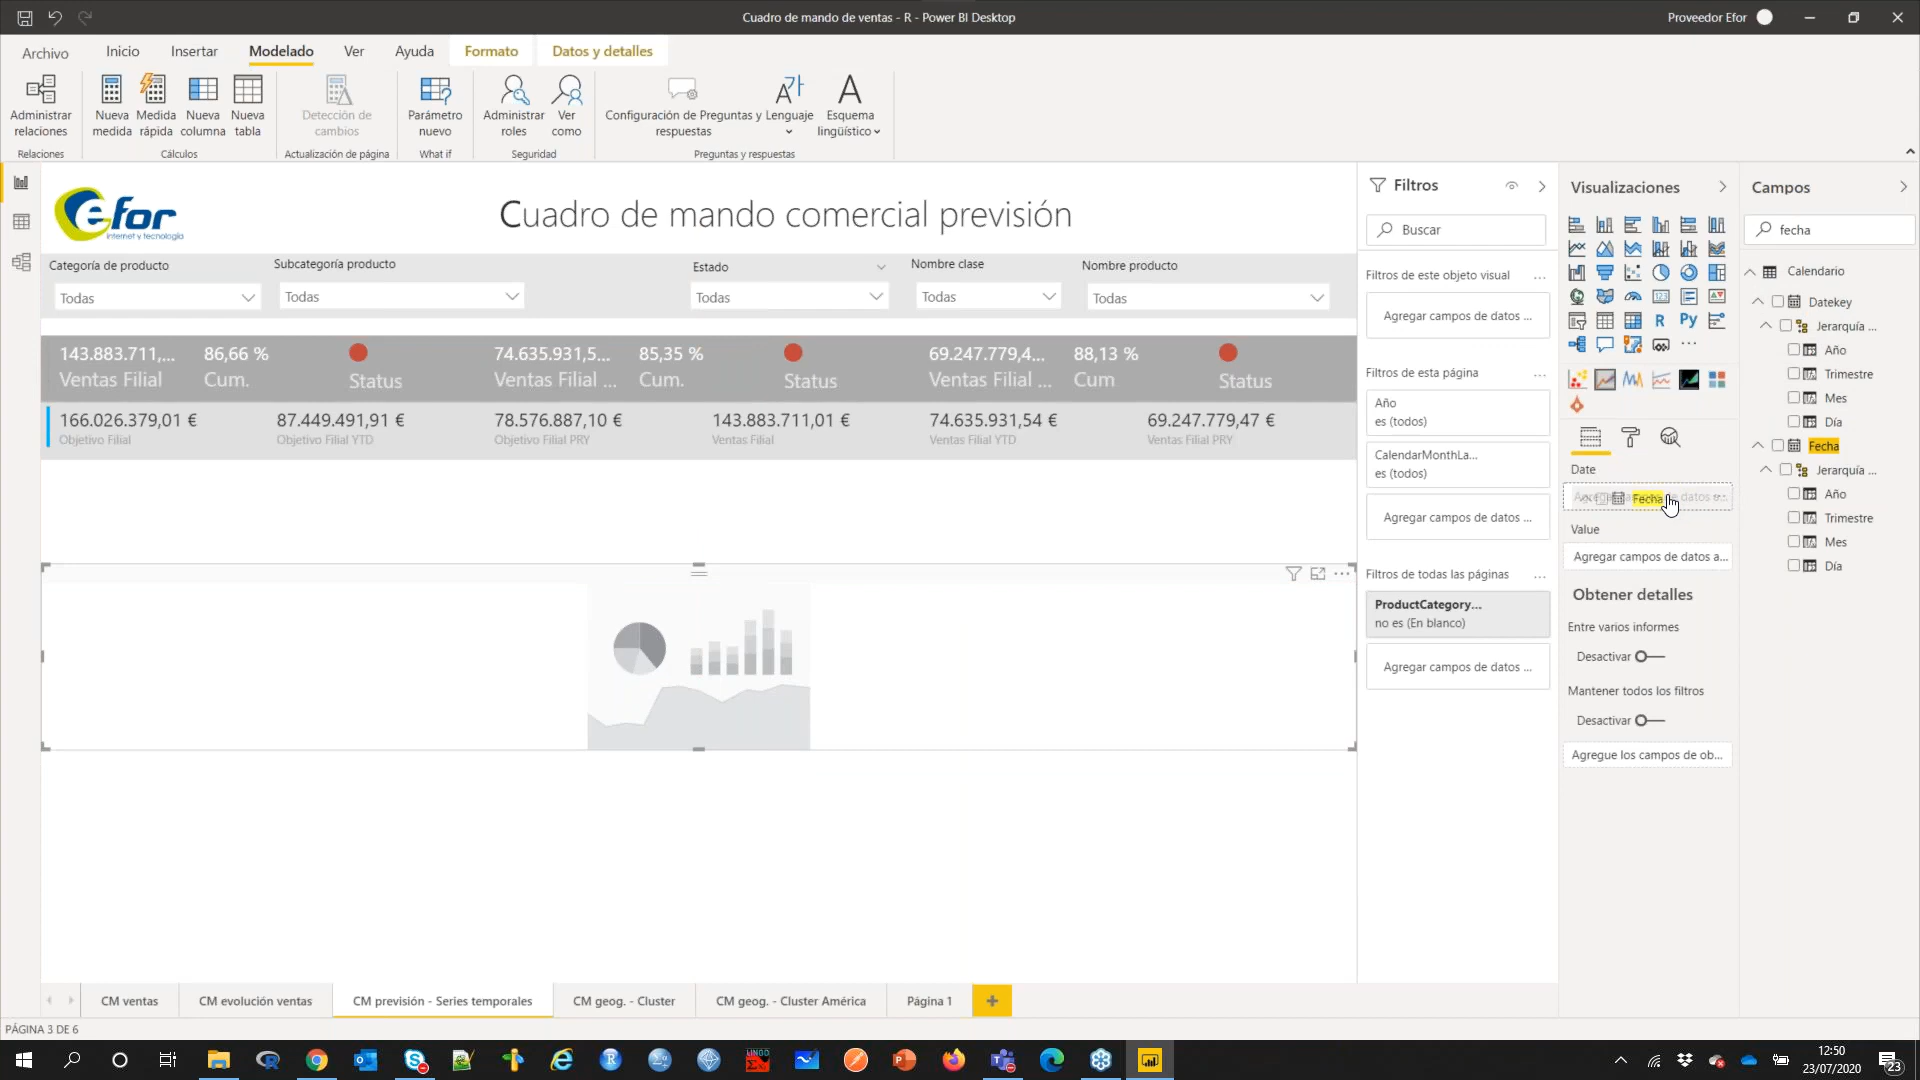 Cuadro de mando de ventas - R - Power BI Desktop
Proveedor Efor
Archivo
Inicio
Insertar
Modelado
Ver
Ayuda
Formato
Datos y detalles
Administrar relaciones
Nueva medida
Medida rápida
Nueva columna
Nueva tabla
Detección de cambios
Parámetro nuevo
Administrar roles
Ver como
Configuración de Preguntas y respuestas
Lenguaje
Esquema lingüístico
Relaciones
Cálculos
Actualización de página
What if
Seguridad
Preguntas y respuestas
efor
internet y tecnología
Cuadro de mando comercial previsión
Categoría de producto
Todas
Subcategoría producto
Todas
Estado
Todas
Nombre clase
Todas
Nombre producto
Todas
143.883.711,...
Ventas Filial
86,66 %
Cum.
Status
74.635.931,5...
Ventas Filial ...
85,35 %
Cum.
Status
69.247.779,4...
Ventas Filial ...
88,13 %
Cum
Status
166.026.379,01 €
Objetivo Filial
87.449.491,91 €
Objetivo Filial YTD
78.576.887,10 €
Objetivo Filial PRY
143.883.711,01 €
Ventas Filial
74.635.931,54 €
Ventas Filial YTD
69.247.779,47 €
Ventas Filial PRY
Filtros
Buscar
Filtros de este objeto visual
...
Agregar campos de datos ...
Filtros de esta página
...
Año
es (todos)
CalendarMonthLa...
es (todos)
Agregar campos de datos ...
Filtros de todas las páginas
...
ProductCategory...
no es (En blanco)
Agregar campos de datos ...
Visualizaciones
R
Py
...
Date
Fecha
Value
Agregar campos de datos a...
Obtener detalles
Entre varios informes
Desactivar
Mantener todos los filtros
Desactivar
Agregue los campos de ob...
Campos
fecha
Calendario
Datekey
Jerarquía ...
Año
Trimestre
Mes
Día
Fecha
Jerarquía ...
Año
Trimestre
Mes
Día
CM ventas
CM evolución ventas
CM previsión - Series temporales
CM geog. - Cluster
CM geog. - Cluster América
Página 1
+
PÁGINA 3 DE 6
12:50
23/07/2020
23